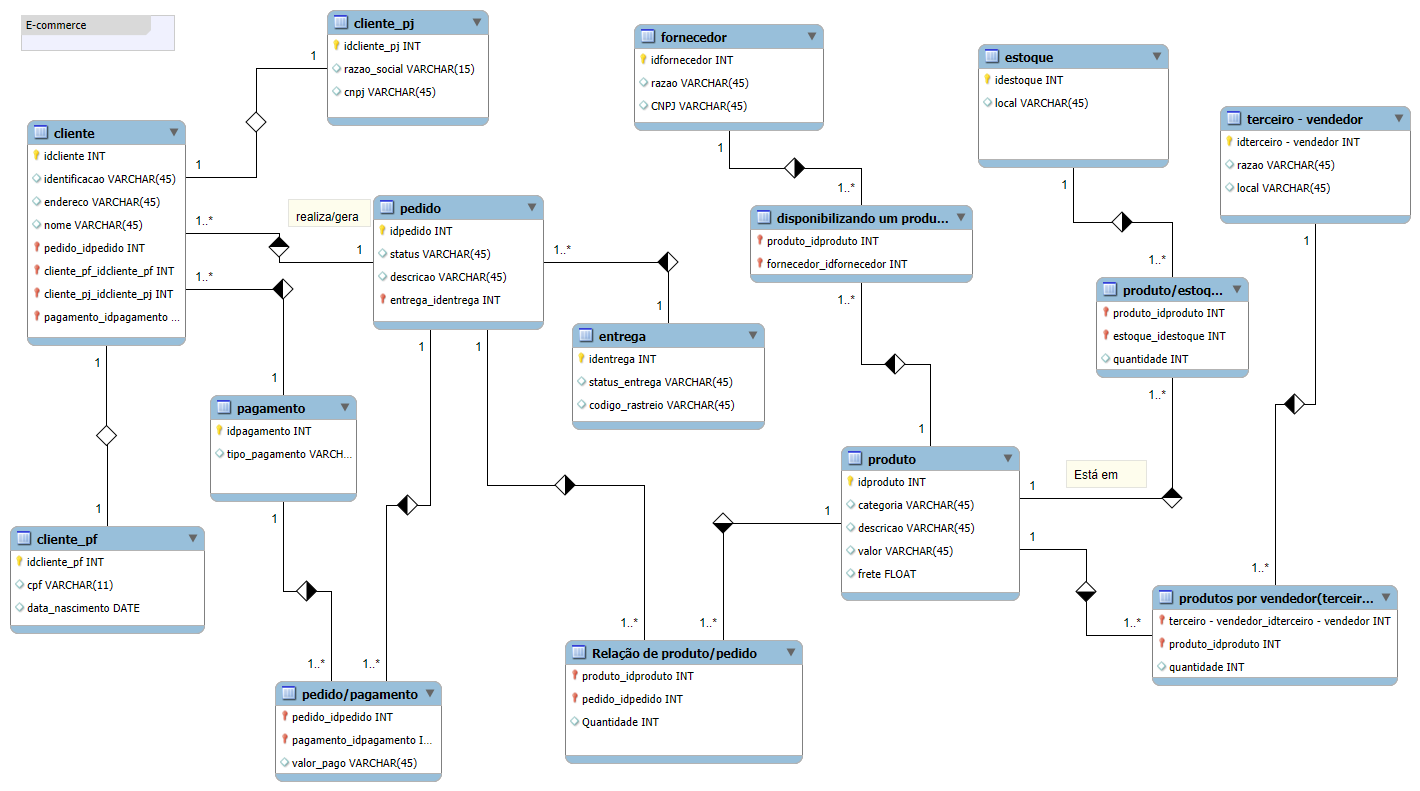 E-commerce
cliente_pj
idcliente_pj INT
razao_social VARCHAR(15)
cnpj VARCHAR(45)
fornecedor
idfornecedor INT
razao VARCHAR(45)
CNPJ VARCHAR(45)
estoque
idestoque INT
local VARCHAR(45)
terceiro - vendedor
idterceiro - vendedor INT
razao VARCHAR(45)
local VARCHAR(45)
cliente
idcliente INT
identificacao VARCHAR(45)
endereco VARCHAR(45)
nome VARCHAR(45)
pedido_idpedido INT
cliente_pf_idcliente_pf INT
cliente_pj_idcliente_pj INT
pagamento_idpagamento ...
1
1
realiza/gera
1..*
1
1..*
1
1
1
pedido
idpedido INT
status VARCHAR(45)
descricao VARCHAR(45)
entrega_identrega INT
1..*
1
1
1
entrega
identrega INT
status_entrega VARCHAR(45)
codigo_rastreio VARCHAR(45)
1
1..*
disponibilizando um produ...
produto_idproduto INT
fornecedor_idfornecedor INT
1..*
1
1
1..*
produto/estoq...
produto_idproduto INT
estoque_idestoque INT
quantidade INT
1..*
1
1..*
pagamento
idpagamento INT
tipo_pagamento VARCH...
1
cliente_pf
idcliente_pf INT
cpf VARCHAR(11)
data_nascimento DATE
produto
idproduto INT
categoria VARCHAR(45)
descricao VARCHAR(45)
valor VARCHAR(45)
frete FLOAT
1
Está em
1
1
1..*
produtos por vendedor(terceir...
terceiro - vendedor_idterceiro - vendedor INT
produto_idproduto INT
quantidade INT
1..*
1..*
Relação de produto/pedido
produto_idproduto INT
pedido_idpedido INT
Quantidade INT
1..*
1..*
pedido/pagamento
pedido_idpedido INT
pagamento_idpagamento I...
valor_pago VARCHAR(45)